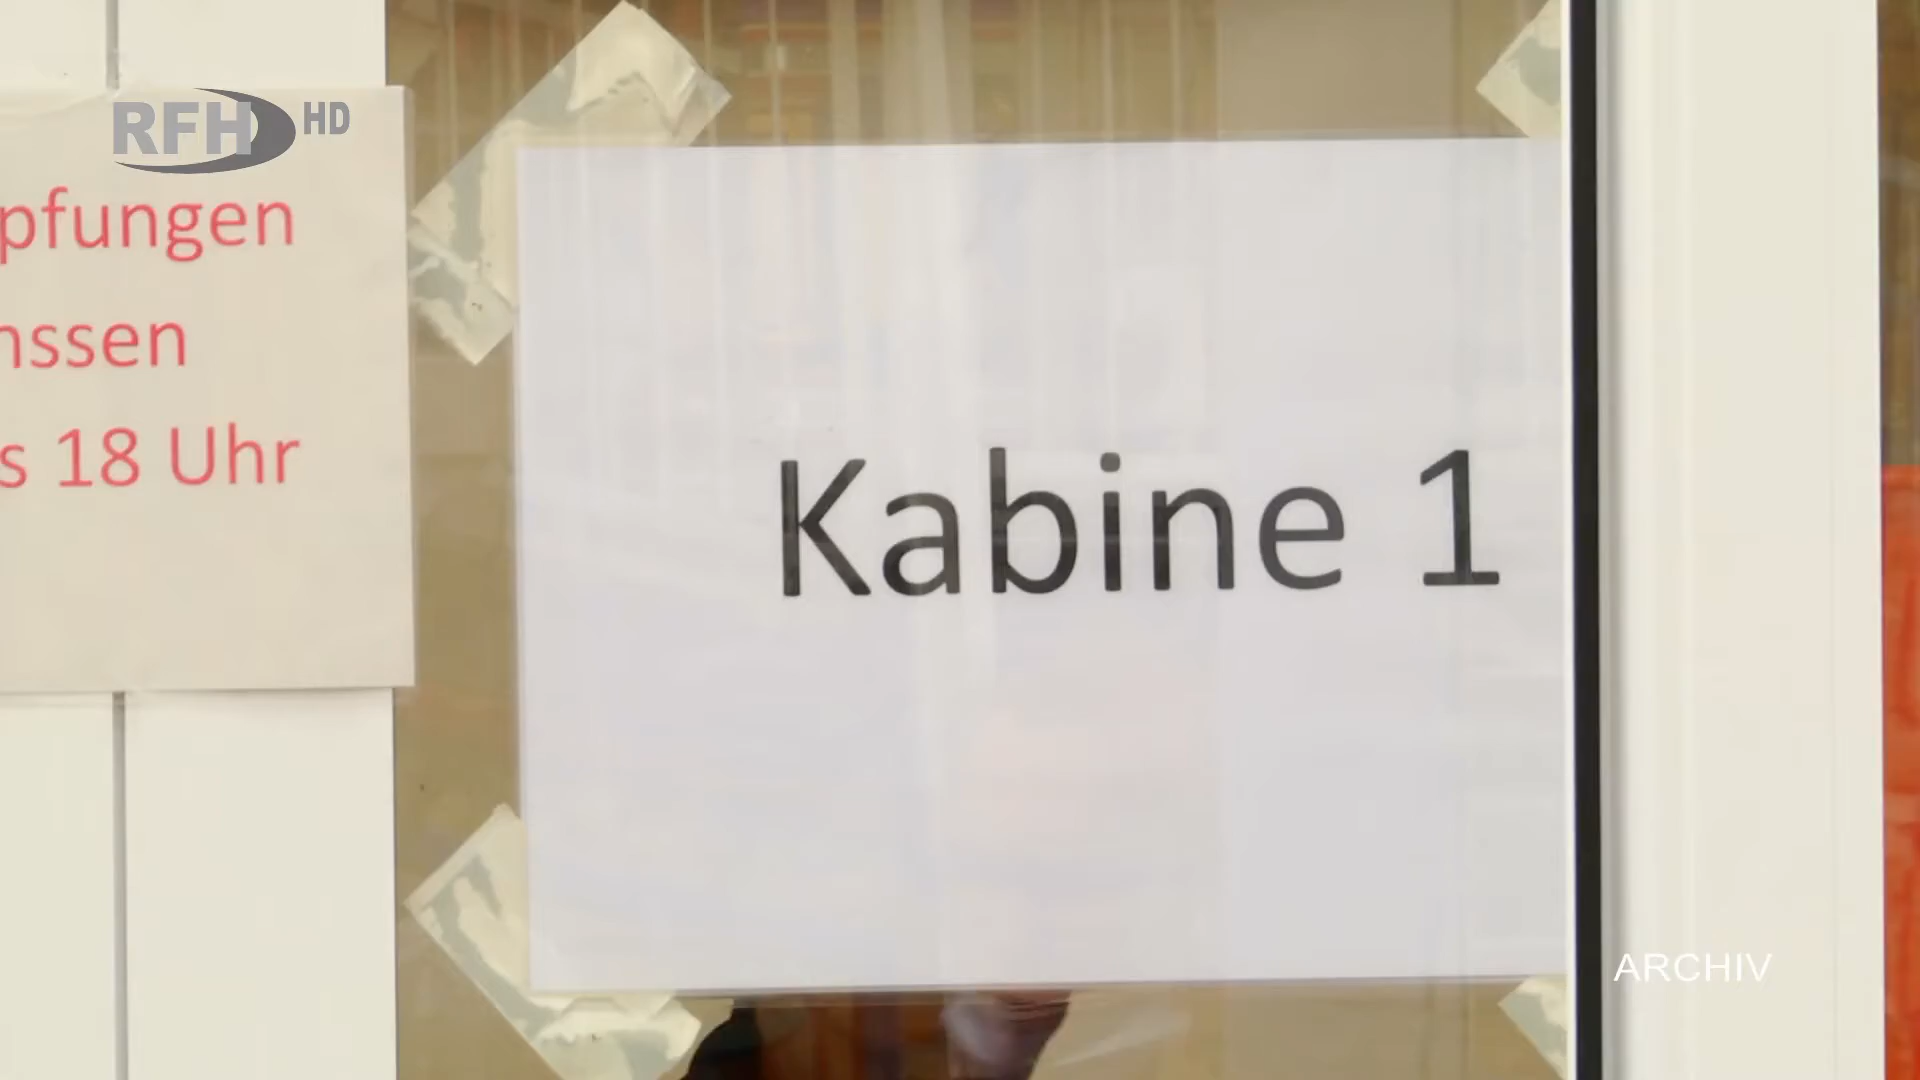 RFH HD
pfungen
nssen
s 18 Uhr
Kabine 1
ARCHIV